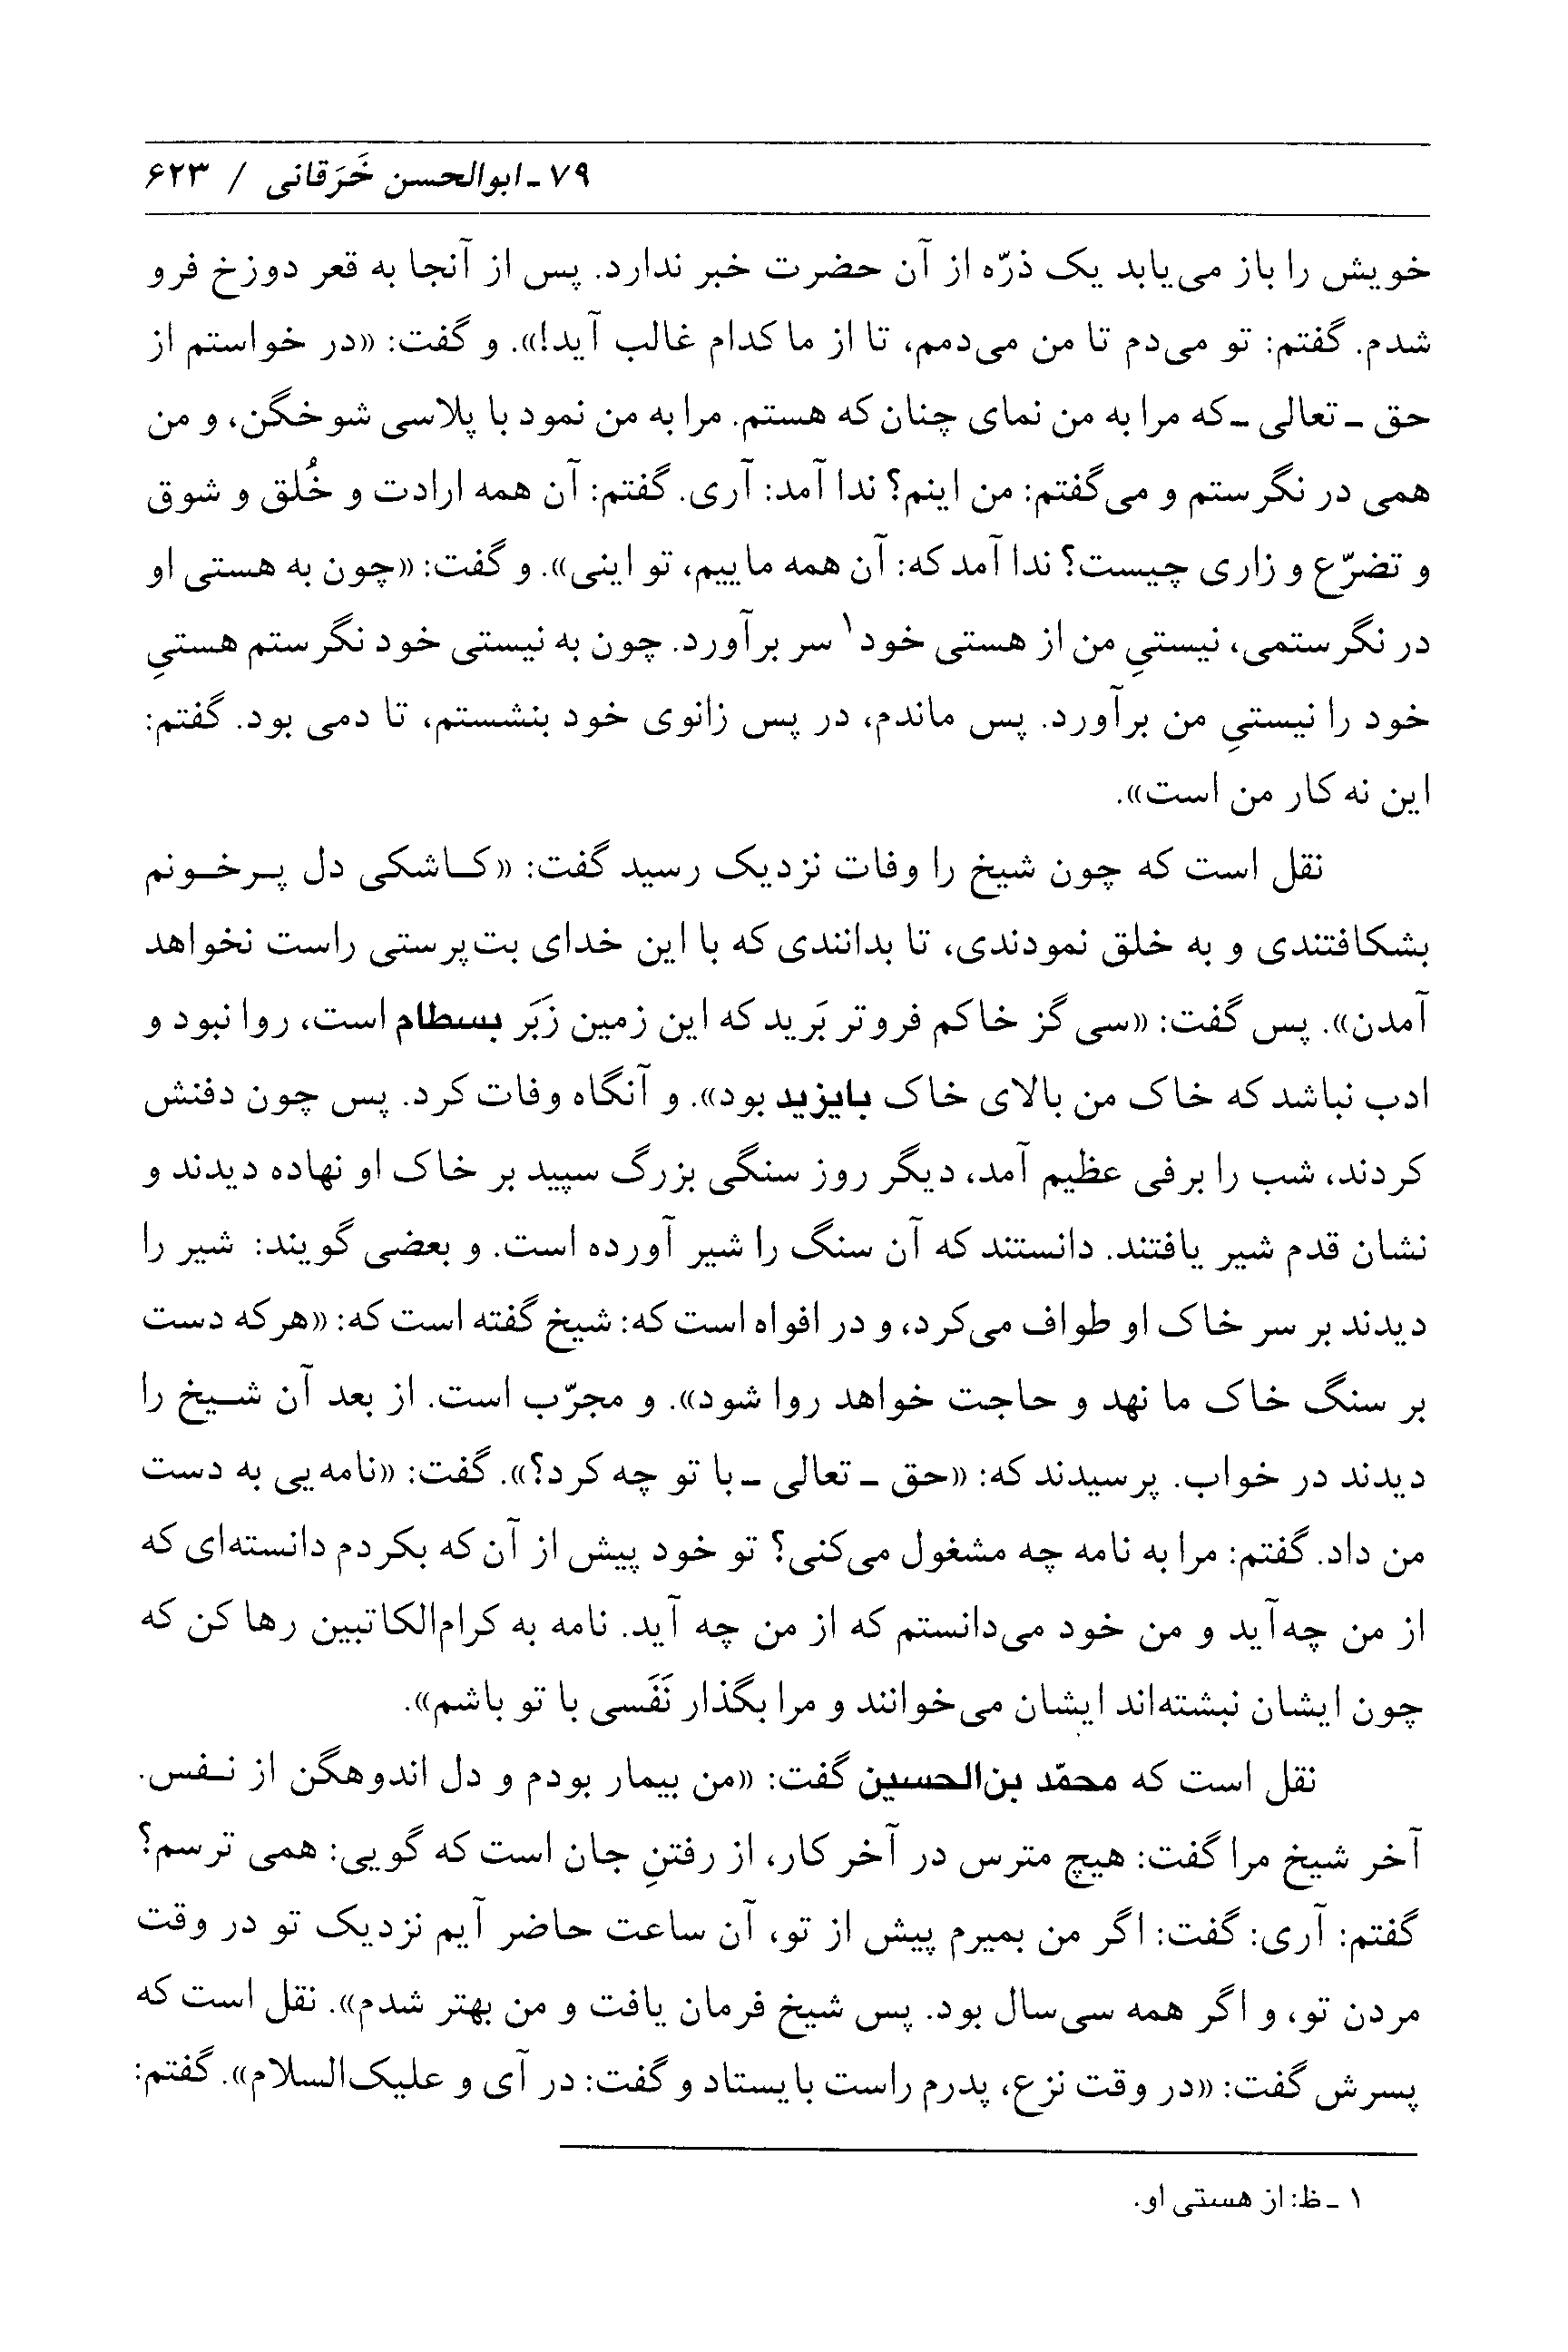 ۷۹ ـ ابوالحسن خَرَقانی / ۶۲۳
خویش را باز می‌یابد یک ذرّه از آن حضرت خبر ندارد. پس از آنجا به قعر دوزخ فرو
شدم. گفتم: تو می‌دم تا من می‌دمم، تا از ما کدام غالب آید!». و گفت: «در خواستم از
حق ـ تعالی ـ که مرا به من نمای چنان که هستم. مرا به من نمود با پلاسی شوخگن، و من
همی در نگرستم و می‌گفتم: من اینم؟ ندا آمد: آری. گفتم: آن همه ارادت و خُلق و شوق
و تضرّع و زاری چیست؟ ندا آمد که: آن همه ماییم، تو اینی». و گفت: «چون به هستی او
در نگرستمی، نیستیِ من از هستی خود۱ سر برآورد. چون به نیستی خود نگرستم هستیِ
خود را نیستیِ من برآورد. پس ماندم، در پس زانوی خود بنشستم، تا دمی بود. گفتم:
این نه کار من است».
نقل است که چون شیخ را وفات نزدیک رسید گفت: «کاشکی دل پرخونم
بشکافتندی و به خلق نمودندی، تا بدانندی که با این خدای بت‌پرستی راست نخواهد
آمدن». پس گفت: «سی گز خاکم فروتر بَرید که این زمین زَبَر بسطام است، روا نبود و
ادب نباشد که خاک من بالای خاک بایزید بود». و آنگاه وفات کرد. پس چون دفنش
کردند، شب را برفی عظیم آمد، دیگر روز سنگی بزرگ سپید بر خاک او نهاده دیدند و
نشان قدم شیر یافتند. دانستند که آن سنگ را شیر آورده است. و بعضی گویند: شیر را
دیدند بر سر خاک او طواف می‌کرد، و در افواه است که: شیخ گفته است که: «هرکه دست
بر سنگ خاک ما نهد و حاجت خواهد روا شود». و مجرّب است. از بعد آن شیخ را
دیدند در خواب. پرسیدند که: «حق ـ تعالی ـ با تو چه کرد؟». گفت: «نامه‌یی به دست
من داد. گفتم: مرا به نامه چه مشغول می‌کنی؟ تو خود پیش از آن که بکردم دانسته‌ای که
از من چه‌آید و من خود می‌دانستم که از من چه آید. نامه به کرام‌الکاتبین رها کن که
چون ایشان نبشته‌اند ایشان می‌خوانند و مرا بگذار نَفَسی با تو باشم».
نقل است که محمّد بن‌الحسین گفت: «من بیمار بودم و دل اندوهگن از نفس.
آخر شیخ مرا گفت: هیچ مترس در آخر کار، از رفتنِ جان است که گویی: همی ترسم؟
گفتم: آری: گفت: اگر من بمیرم پیش از تو، آن ساعت حاضر آیم نزدیک تو در وقت
مردن تو، و اگر همه سی‌سال بود. پس شیخ فرمان یافت و من بهتر شدم». نقل است که
پسرش گفت: «در وقت نزع، پدرم راست بایستاد و گفت: در آی و علیک‌السلام». گفتم:
۱ ـ ظ: از هستی او.